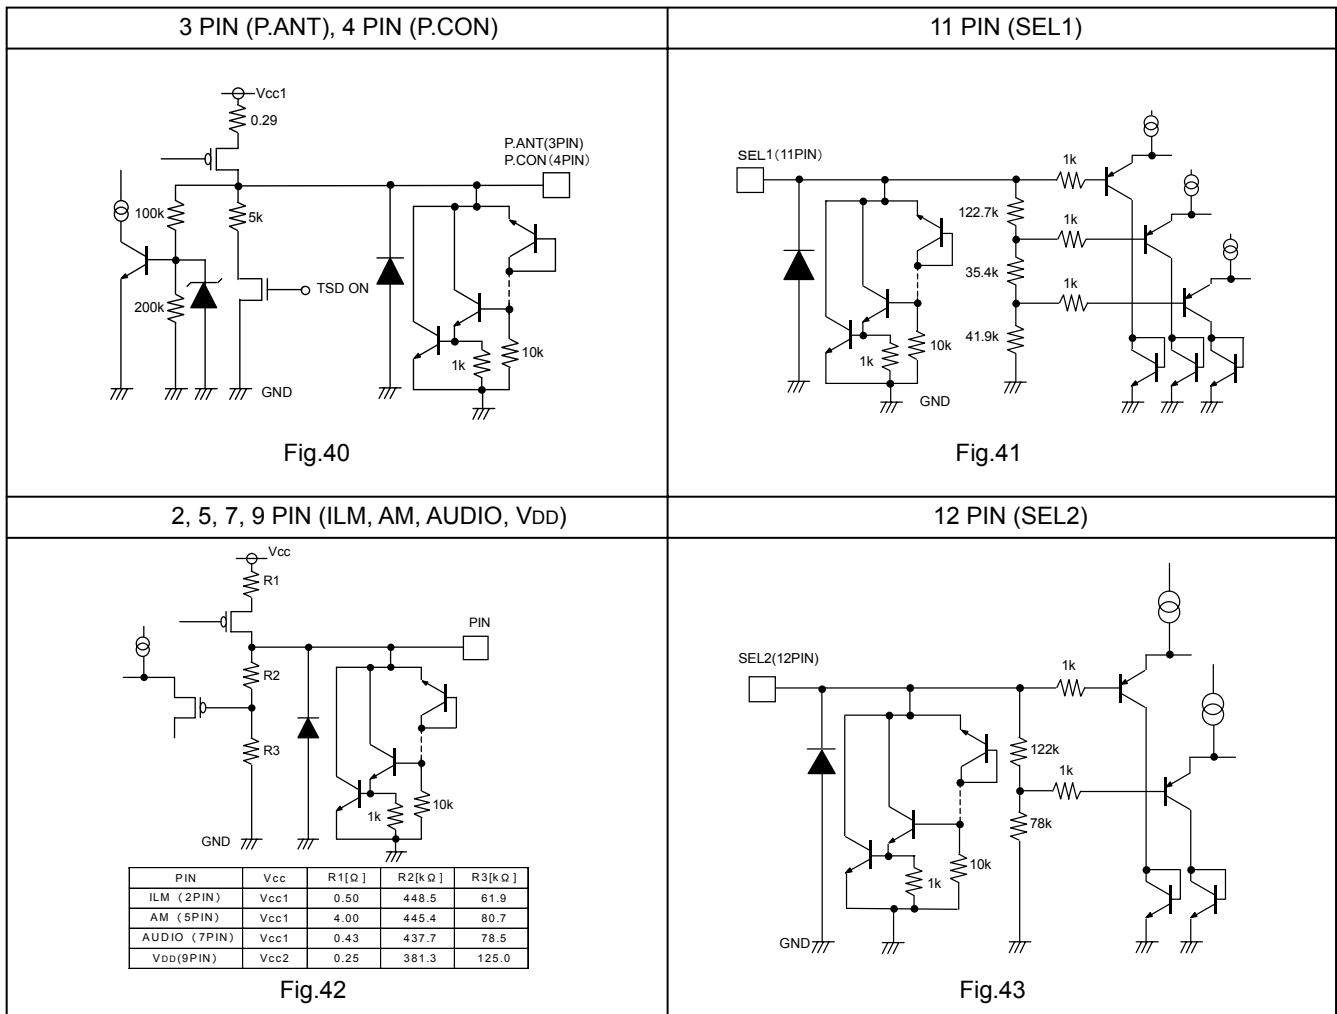 3 PIN (P.ANT), 4 PIN (P.CON)
Vcc1
0.29
P.ANT(3PIN)
P.CON(4PIN)
100k
5k
200k
TSD ON
1k
10k
GND
Fig.40
11 PIN (SEL1)
SEL1(11PIN)
1k
122.7k
1k
35.4k
1k
41.9k
1k
10k
GND
Fig.41
2, 5, 7, 9 PIN (ILM, AM, AUDIO, VDD)
Vcc
R1
PIN
R2
R3
1k
10k
GND
PIN Vcc R1[Ω] R2[kΩ] R3[kΩ]
ILM (2PIN) Vcc1 0.50 448.5 61.9
AM (5PIN) Vcc1 4.00 445.4 80.7
AUDIO (7PIN) Vcc1 0.43 437.7 78.5
VDD(9PIN) Vcc2 0.25 381.3 125.0
Fig.42
12 PIN (SEL2)
SEL2(12PIN)
1k
122k
1k
78k
10k
1k
GND
Fig.43